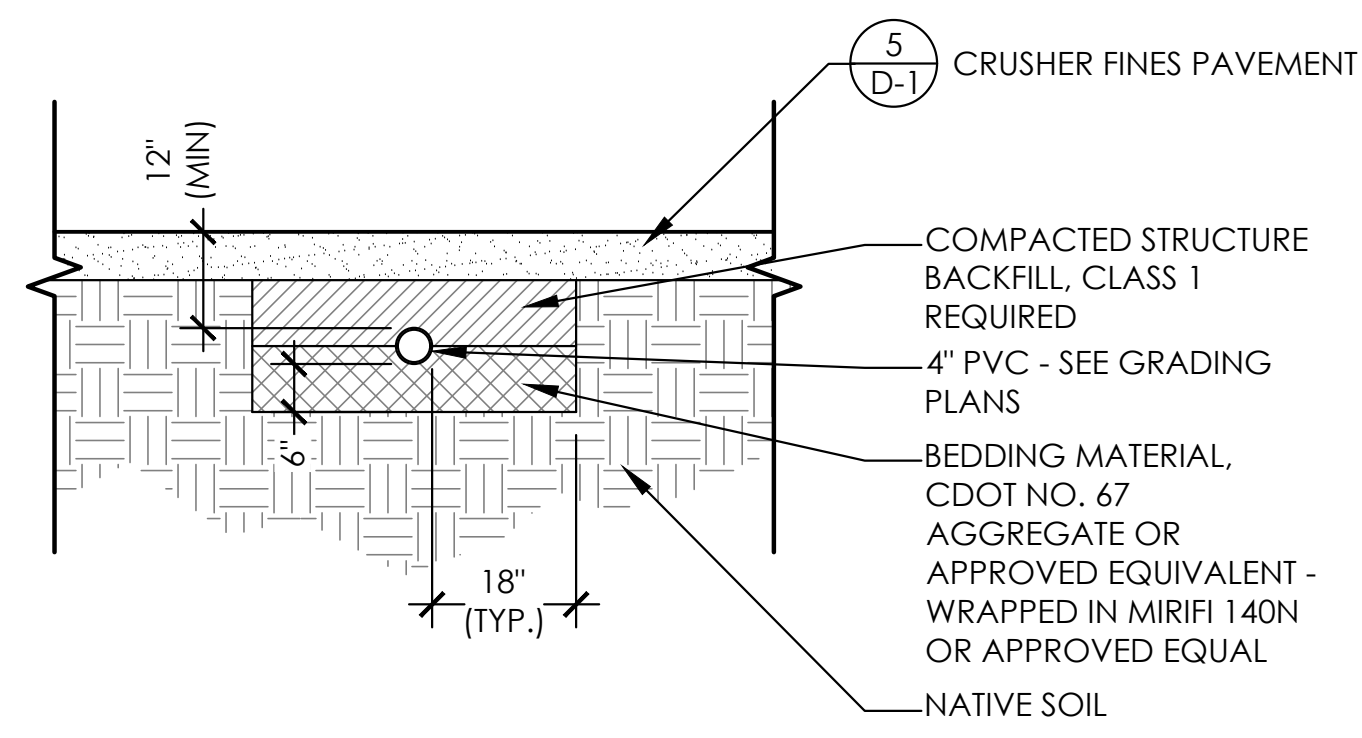 5
D-1
CRUSHER FINES PAVEMENT
12"
(MIN)
COMPACTED STRUCTURE
BACKFILL, CLASS 1
REQUIRED
4" PVC - SEE GRADING
PLANS
6"
BEDDING MATERIAL,
CDOT NO. 67
AGGREGATE OR
APPROVED EQUIVALENT -
WRAPPED IN MIRIFI 140N
OR APPROVED EQUAL
18"
(TYP.)
NATIVE SOIL